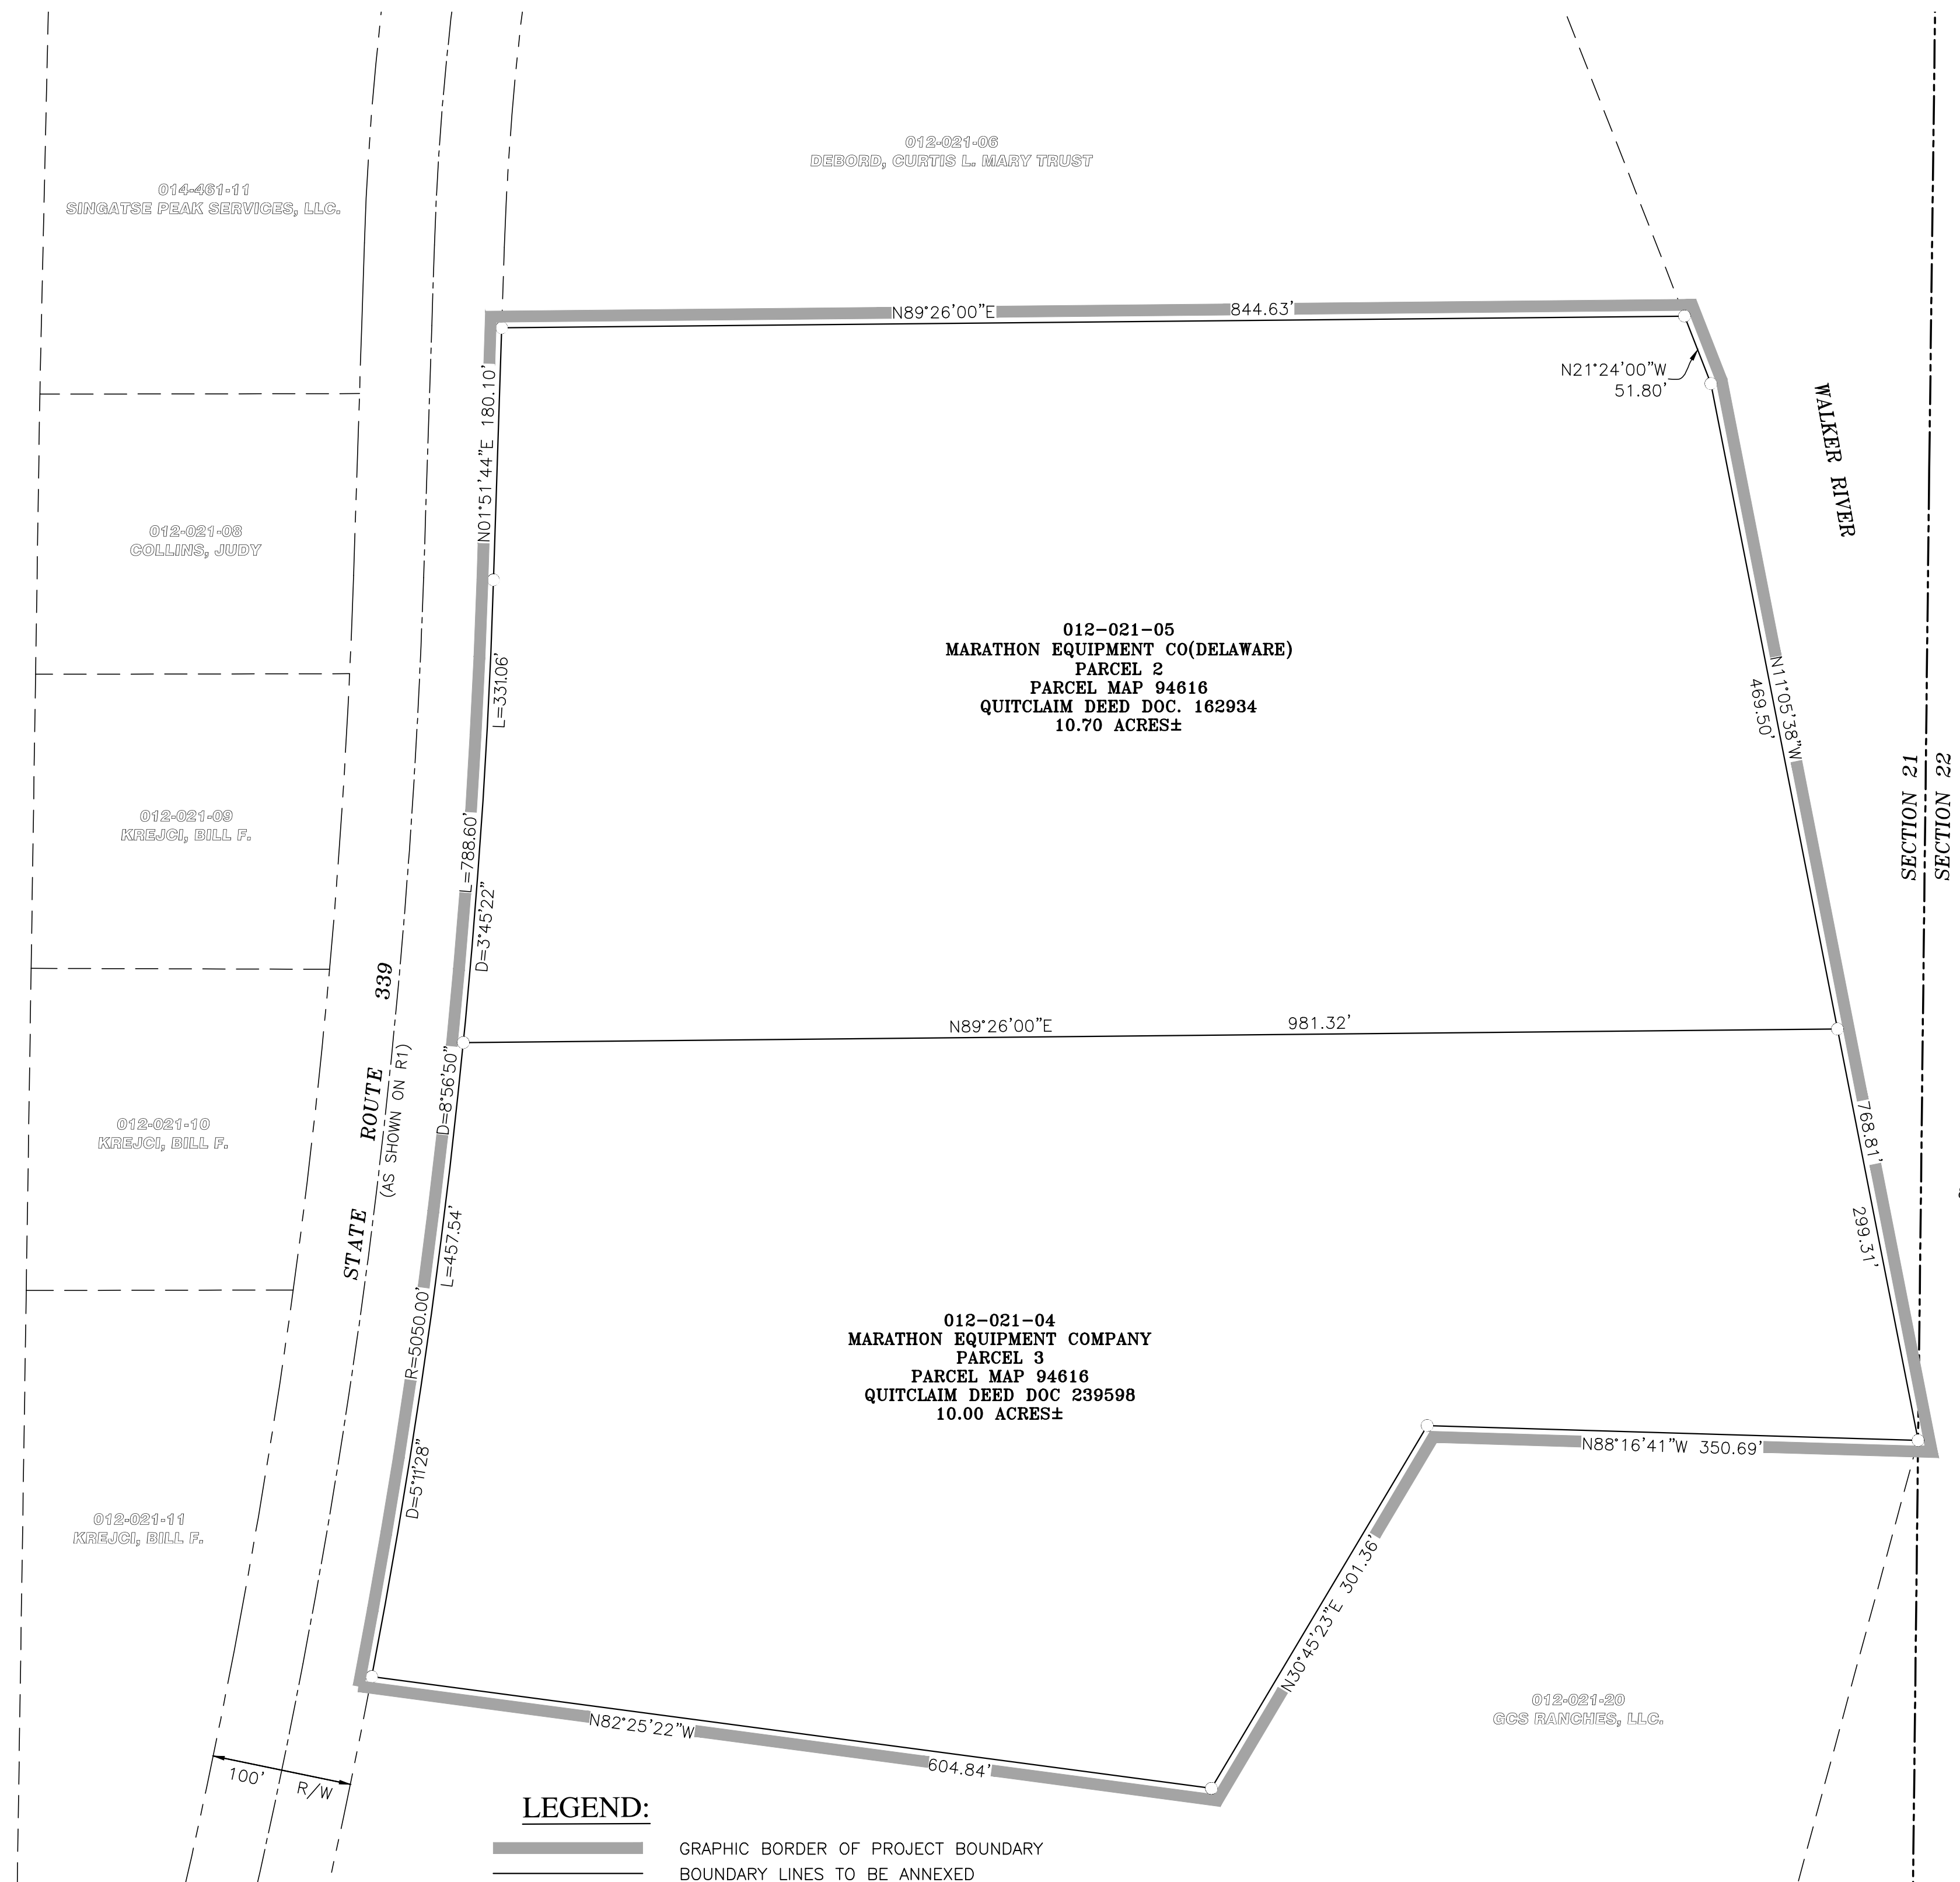 012-021-06
DEBORD, CURTIS L. MARY TRUST
014-461-11
SINGATSE PEAK SERVICES, LLC.
N89°26'00"E
844.63'
N21°24'00"W
51.80'
N01°51'44"E 180.10'
WALKER RIVER
012-021-08
COLLINS, JUDY
012-021-05
MARATHON EQUIPMENT CO(DELAWARE)
PARCEL 2
PARCEL MAP 94616
QUITCLAIM DEED DOC. 162934
10.70 ACRES±
L=331.06'
N11°05'38"W
469.50'
012-021-09
KREJCI, BILL F.
L=788.60'
D=3°45'22"
SECTION 21
SECTION 22
STATE ROUTE 339
(AS SHOWN ON R1)
N89°26'00"E
981.32'
D=8°56'50"
012-021-10
KREJCI, BILL F.
768.81'
L=457.54'
299.31'
R=5050.00'
012-021-04
MARATHON EQUIPMENT COMPANY
PARCEL 3
PARCEL MAP 94616
QUITCLAIM DEED DOC 239598
10.00 ACRES±
D=5°11'28"
N88°16'41"W 350.69'
012-021-11
KREJCI, BILL F.
N30°45'23"E 301.36'
012-021-20
GCS RANCHES, LLC.
N82°25'22"W
604.84'
100' R/W
LEGEND:
GRAPHIC BORDER OF PROJECT BOUNDARY
BOUNDARY LINES TO BE ANNEXED